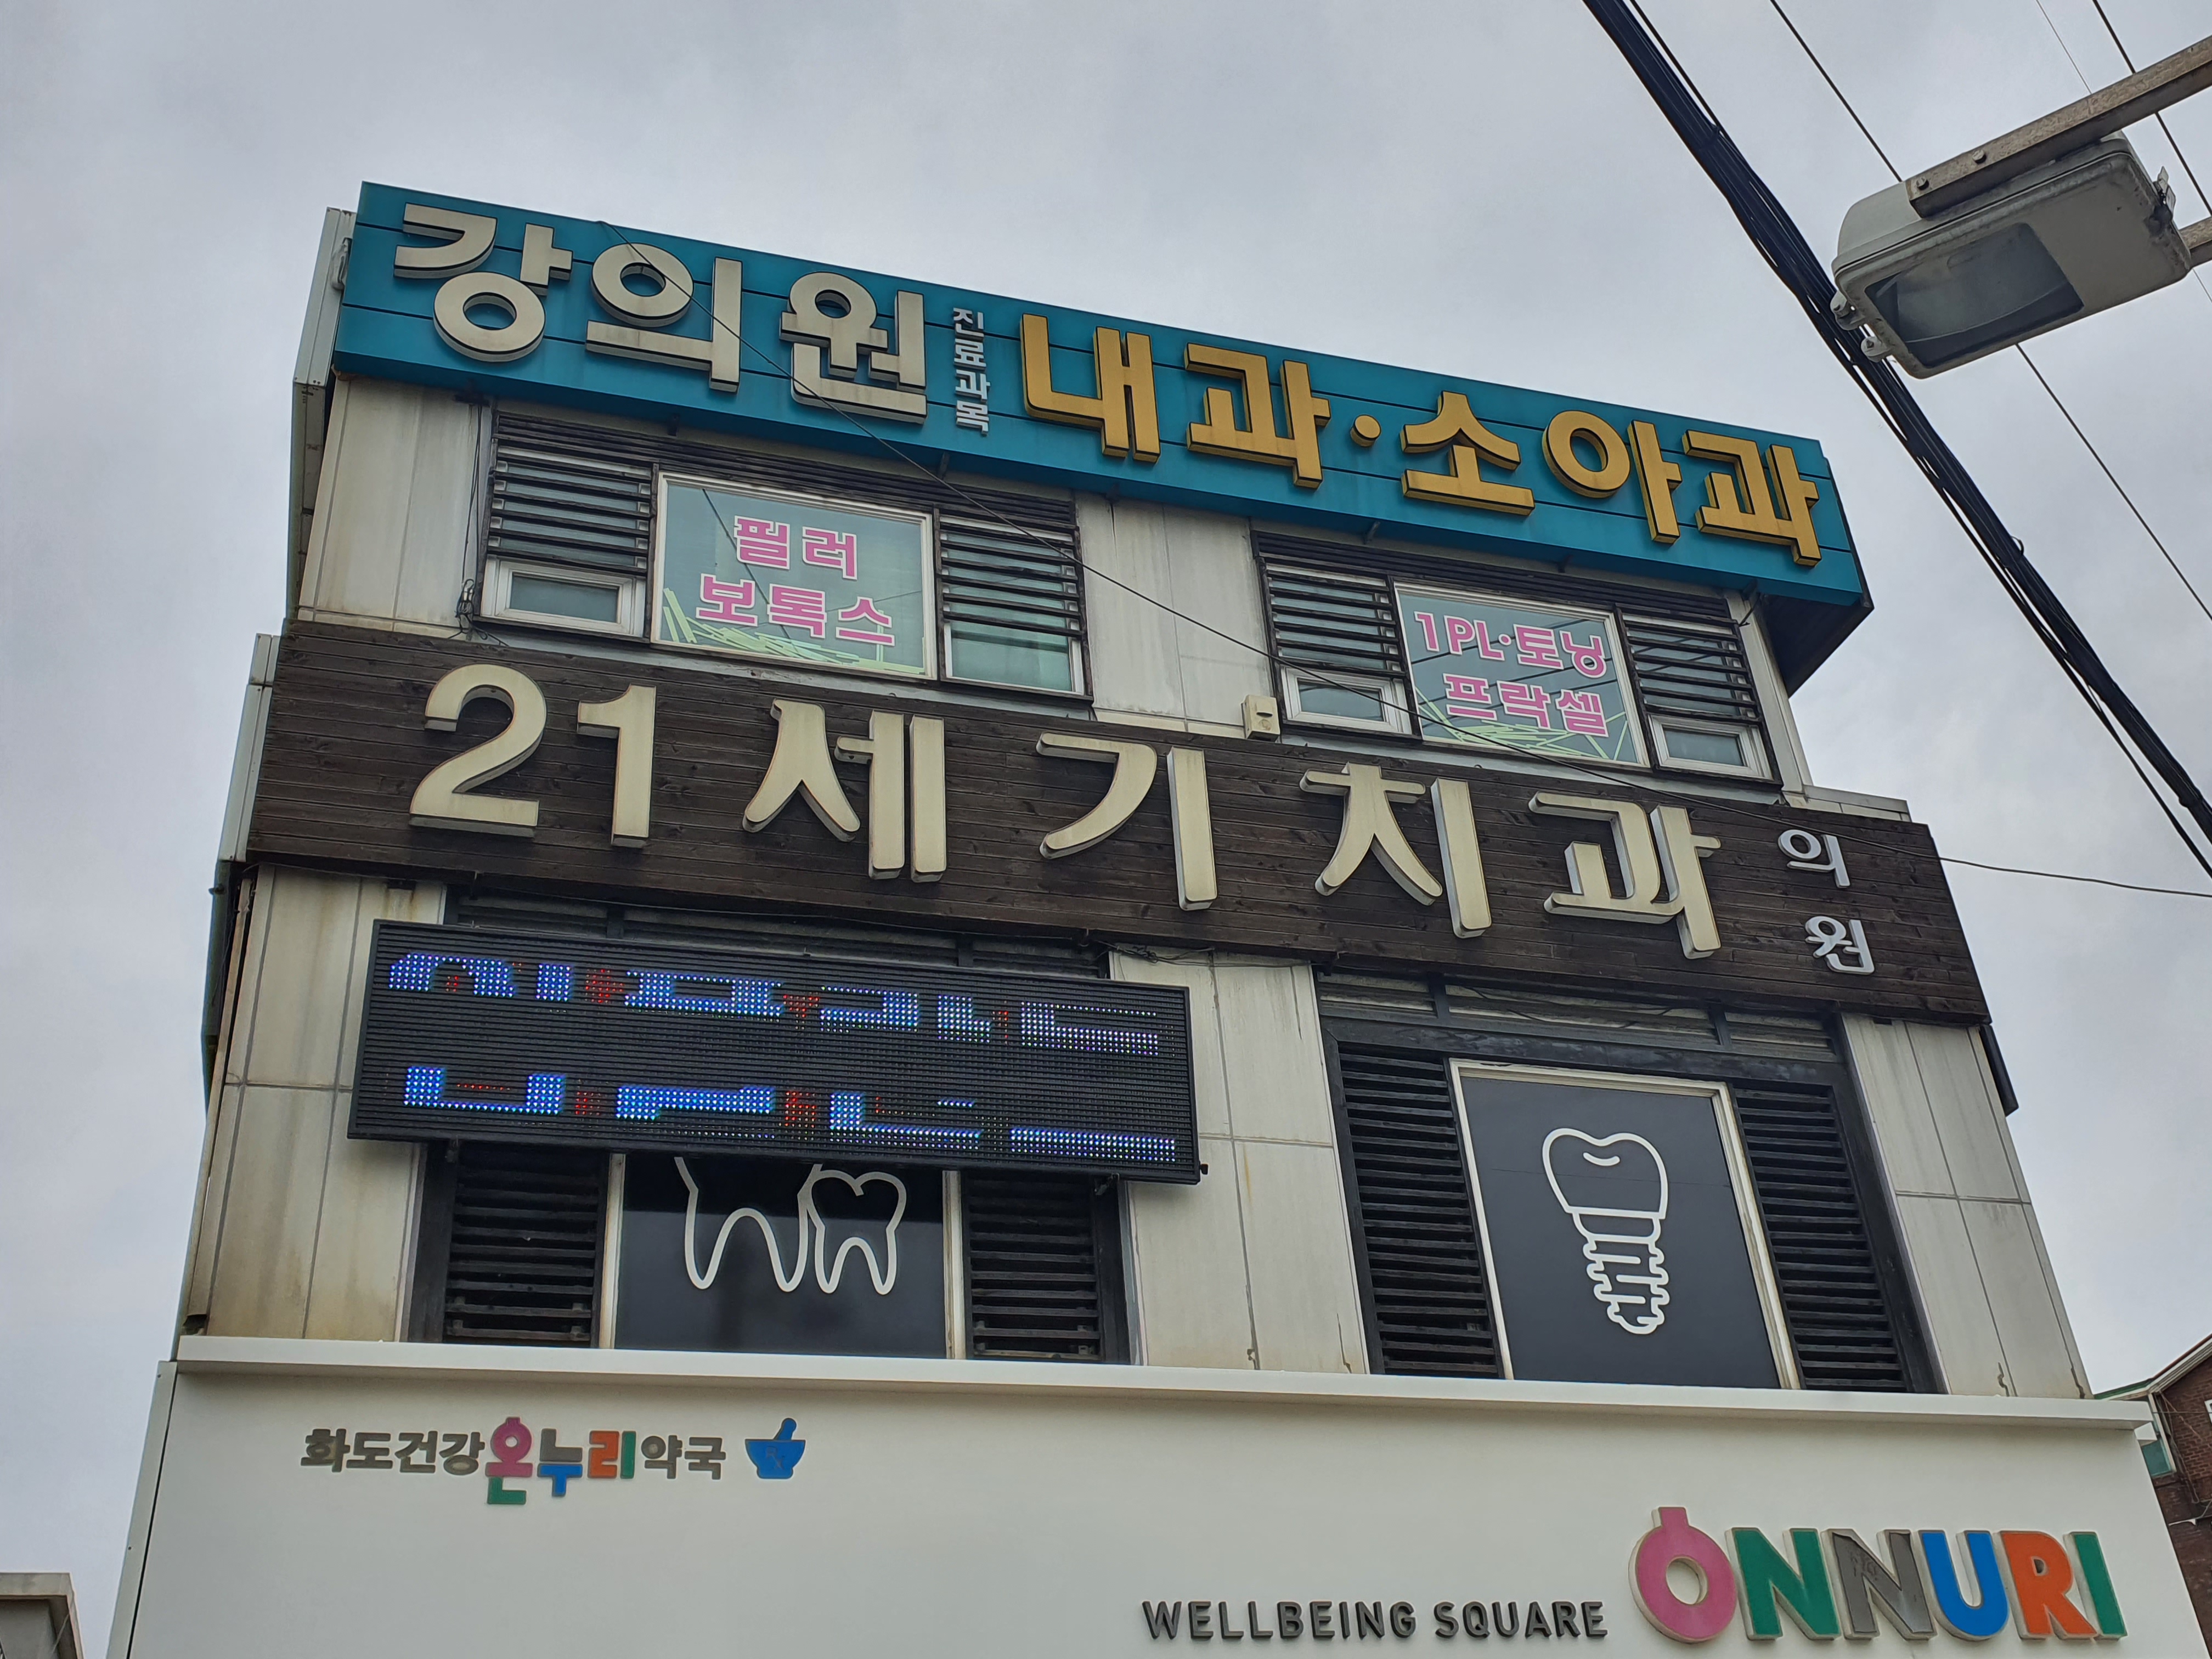 강의원 진료과목 내과·소아과
필러
보톡스
1PL·토닝
프락셀
21세기치과 의원
화도건강온누리약국
WELLBEING SQUARE ONNURI